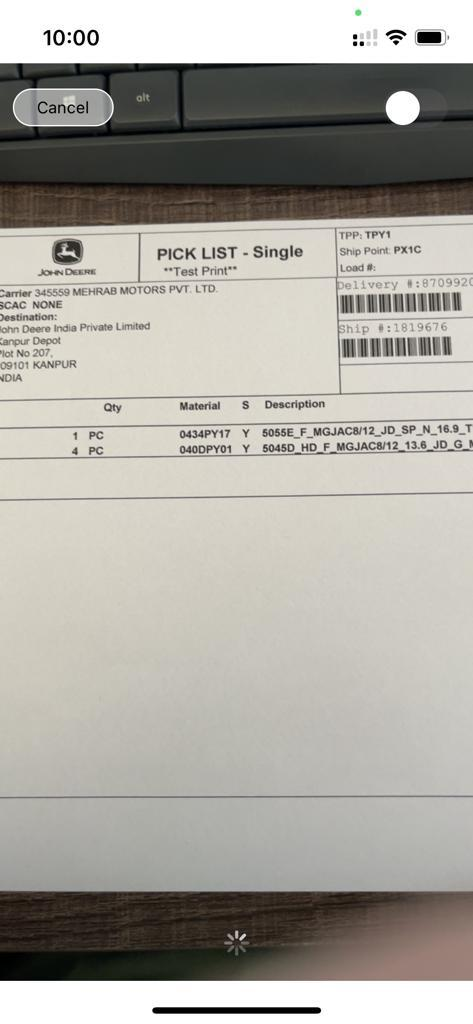 10:00
alt
Cancel
JOHN DEERE
PICK LIST - Single
**Test Print**
TPP: TPY1
Ship Point: PX1C
Load #:
Carrier 345559 MEHRAB MOTORS PVT. LTD.
SCAC NONE
Destination:
John Deere India Private Limited
Kanpur Depot
Plot No 207,
09101 KANPUR
NDIA
Delivery #:8709920
Ship #:1819676
Qty Material S Description
1 PC 0434PY17 Y 5055E_F_MGJAC8/12_JD_SP_N_16.9_T
4 PC 040DPY01 Y 5045D_HD_F_MGJAC8/12_13.6_JD_G_M